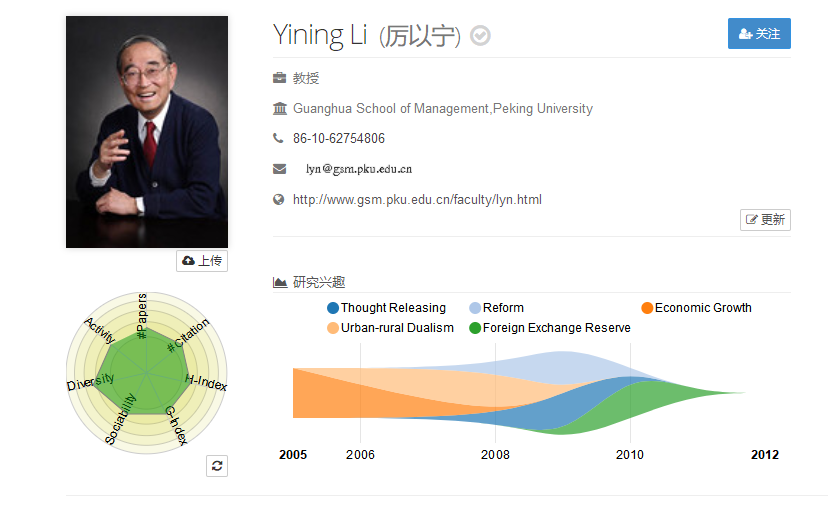 Yining Li (厉以宁)
关注
教授
Guanghua School of Management,Peking University
86-10-62754806
lyn@gsm.pku.edu.cn
http://www.gsm.pku.edu.cn/faculty/lyn.html
更新
上传
研究兴趣
Thought Releasing Reform Economic Growth
Urban-rural Dualism Foreign Exchange Reserve
#Papers
#Citation
H-Index
G-Index
Sociability
Diversity
Activity
2005 2006 2008 2010 2012